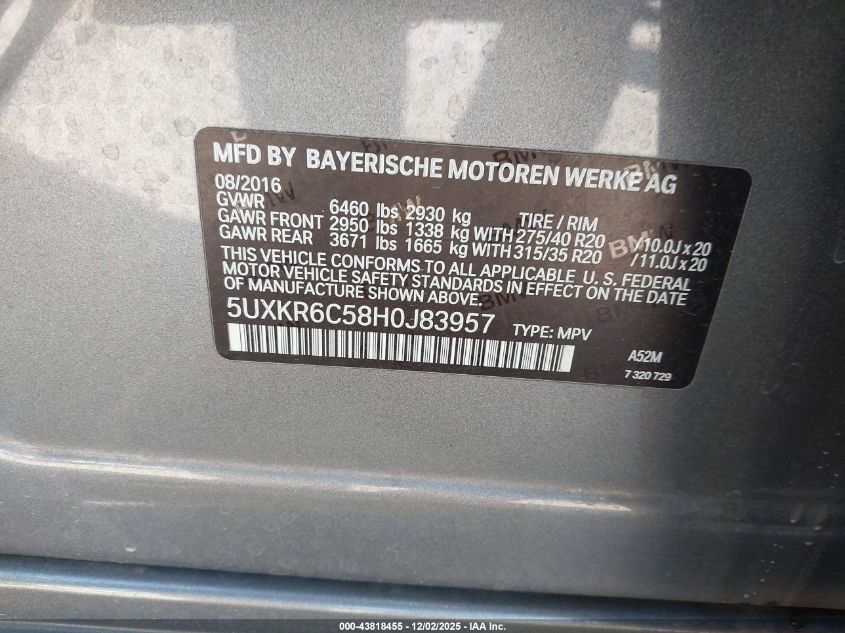 MFD BY BAYERISCHE MOTOREN WERKE AG
08/2016
GVWR 6460 lbs 2930 kg TIRE / RIM
GAWR FRONT 2950 lbs 1338 kg WITH 275/40 R20 /10.0J x 20
GAWR REAR 3671 lbs 1665 kg WITH 315/35 R20 /11.0J x 20
THIS VEHICLE CONFORMS TO ALL APPLICABLE U. S. FEDERAL
MOTOR VEHICLE SAFETY STANDARDS IN EFFECT ON THE DATE
OF MANUFACTURE SHOWN ABOVE:
5UXKR6C58H0J83957 TYPE: MPV
A52M
7 320 729
000-43818455 - 12/02/2025 - IAA Inc.